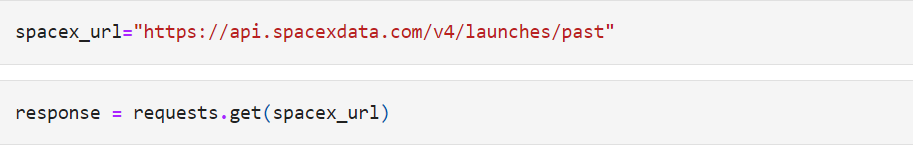 spacex_url="https://api.spacexdata.com/v4/launches/past"
response = requests.get(spacex_url)